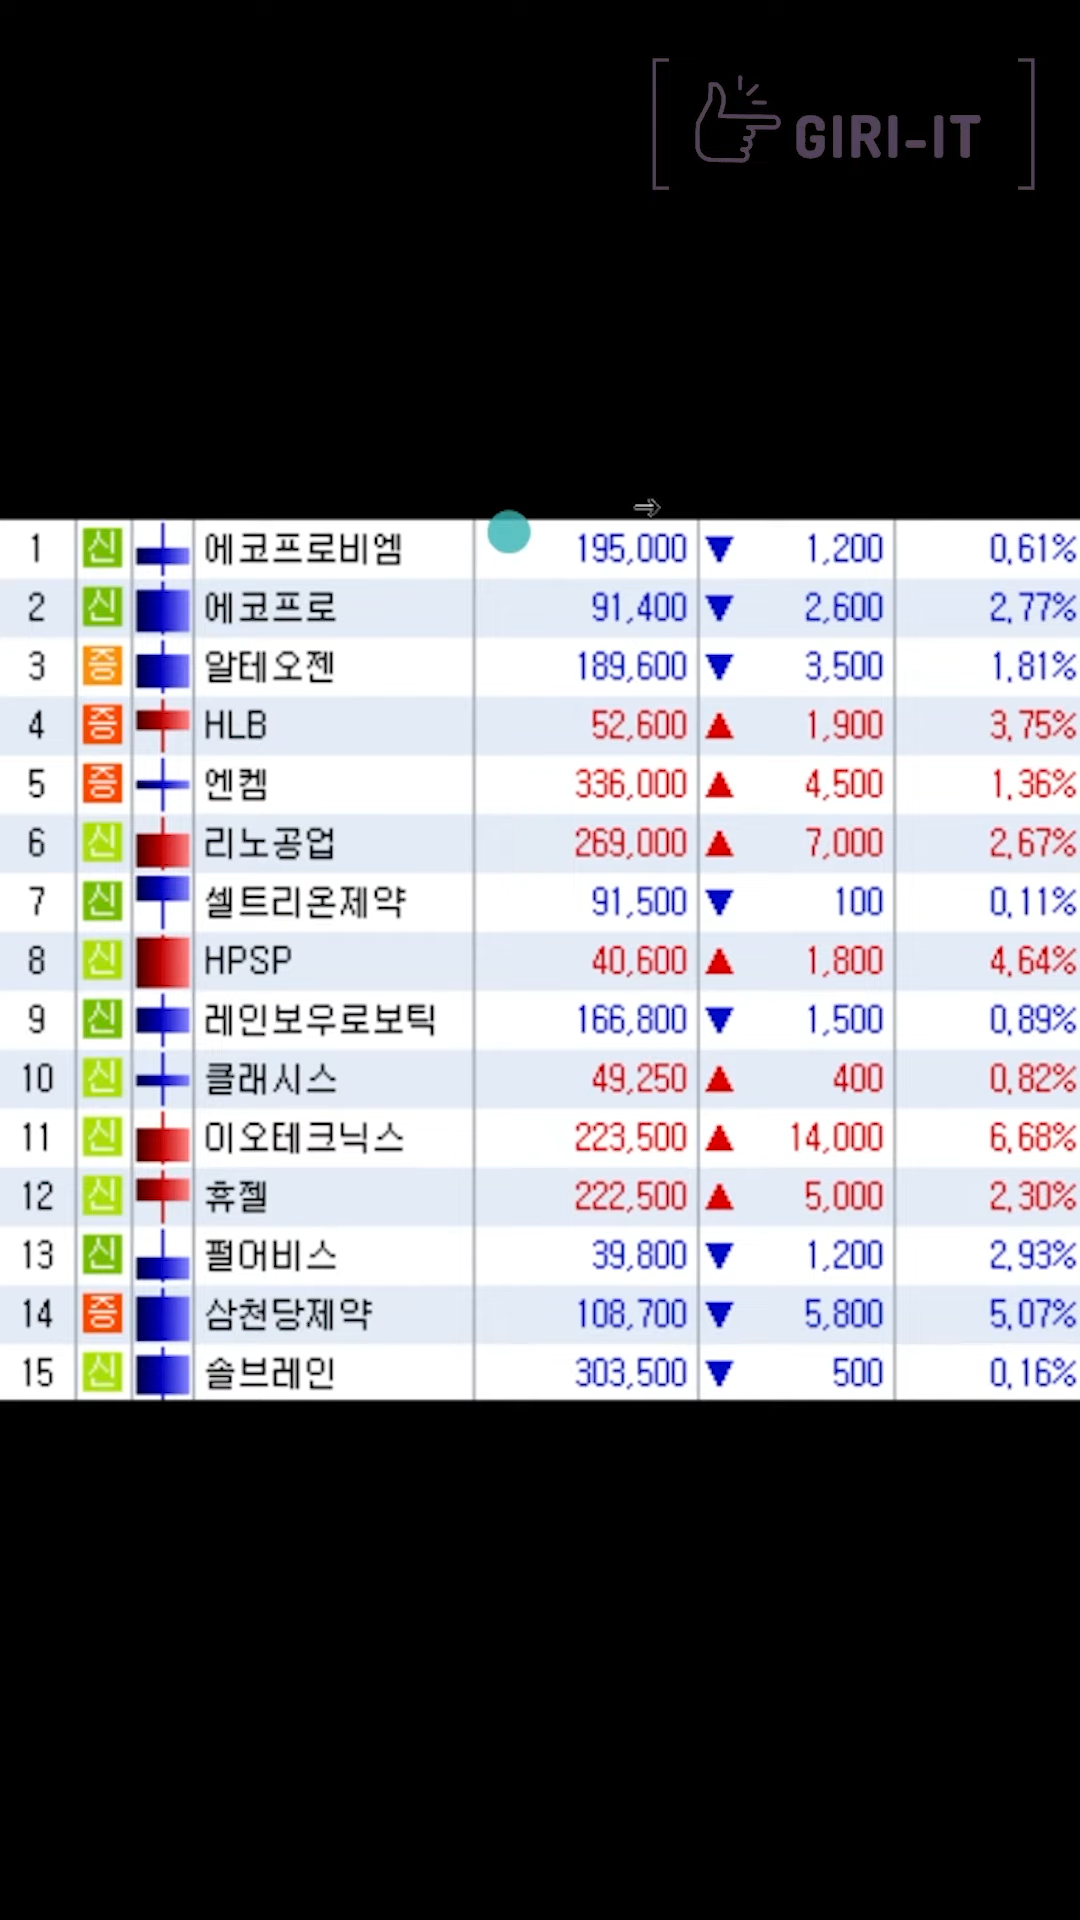 GIRI-IT
1 신 에코프로비엠 195,000 ▼ 1,200 0.61%
2 신 에코프로 91,400 ▼ 2,600 2.77%
3 증 알테오젠 189,600 ▼ 3,500 1.81%
4 증 HLB 52,600 ▲ 1,900 3.75%
5 증 엔켐 336,000 ▲ 4,500 1.36%
6 신 리노공업 269,000 ▲ 7,000 2.67%
7 신 셀트리온제약 91,500 ▼ 100 0.11%
8 신 HPSP 40,600 ▲ 1,800 4.64%
9 신 레인보우로보틱 166,800 ▼ 1,500 0.89%
10 신 클래시스 49,250 ▲ 400 0.82%
11 신 이오테크닉스 223,500 ▲ 14,000 6.68%
12 신 휴젤 222,500 ▲ 5,000 2.30%
13 신 펄어비스 39,800 ▼ 1,200 2.93%
14 증 삼천당제약 108,700 ▼ 5,800 5.07%
15 신 솔브레인 303,500 ▼ 500 0.16%